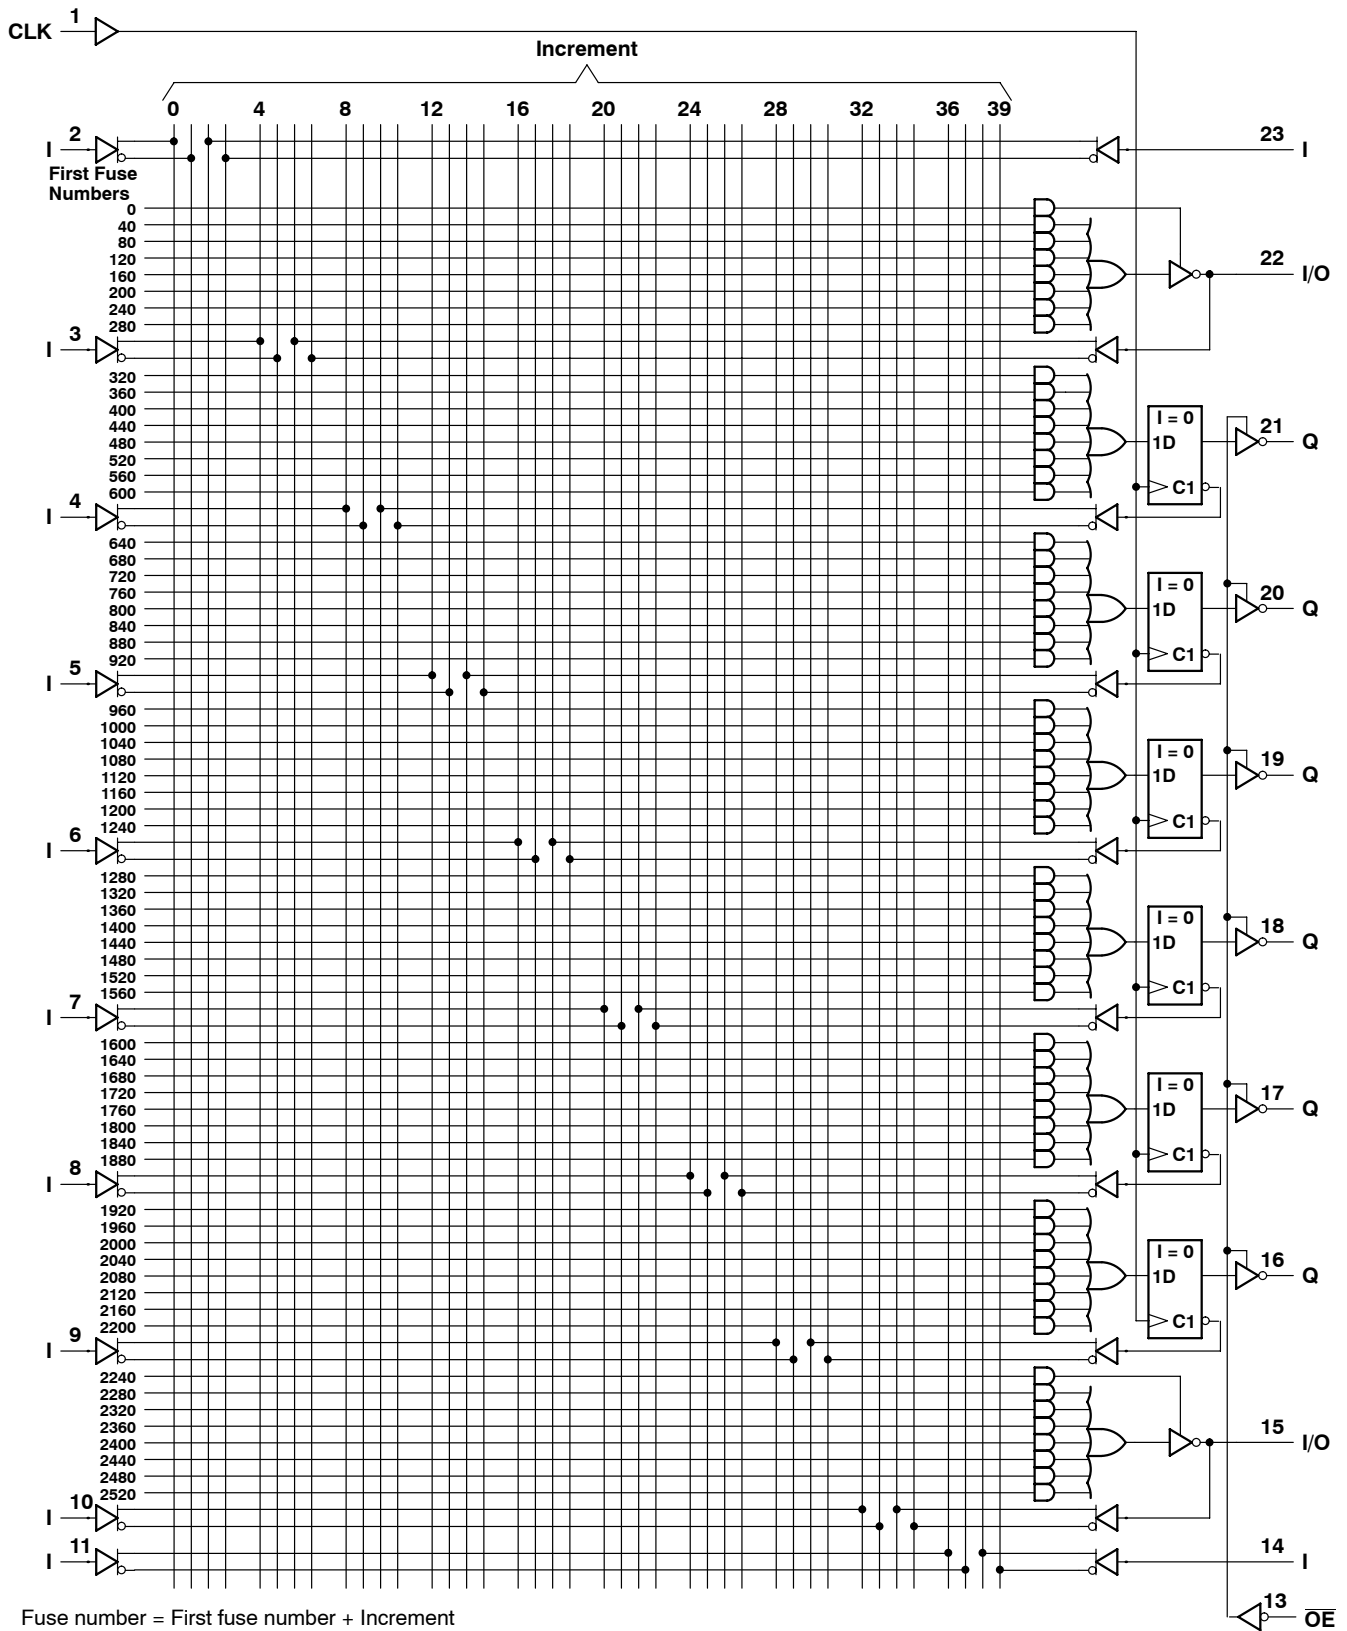 CLK 1
Increment
0 4 8 12 16 20 24 28 32 36 39
I 2 23 I
First Fuse
Numbers
0
40
80
120
160 22 I/O
200
240
280
I 3
320
360
400 I = 0
440 21
480 1D Q
520
560
600 C1
I 4
640
680
720 I = 0
760 20
800 1D Q
840
880
920 C1
I 5
960
1000
1040 I = 0
1080 19
1120 1D Q
1160
1200
1240 C1
I 6
1280
1320
1360 I = 0
1400 18
1440 1D Q
1480
1520
1560 C1
I 7
1600
1640
1680 I = 0
1720 17
1760 1D Q
1800
1840
1880 C1
I 8
1920
1960
2000 I = 0
2040 16
2080 1D Q
2120
2160
2200 C1
I 9
2240
2280
2320
2360 15
2400 I/O
2440
2480
2520
I 10
I 11 14 I
13 OE
Fuse number = First fuse number + Increment